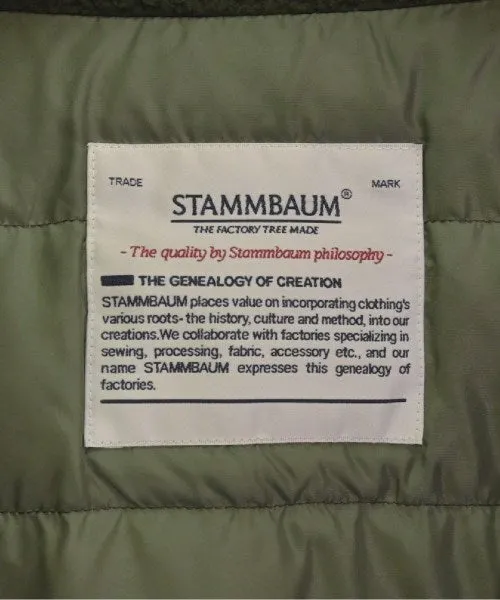 TRADE MARK
STAMMBAUM®
THE FACTORY TREE MADE
- The quality by Stammbaum philosophy -
THE GENEALOGY OF CREATION
STAMMBAUM places value on incorporating clothing's
various roots- the history, culture and method, into our
creations.We collaborate with factories specializing in
sewing, processing, fabric, accessory etc., and our
name STAMMBAUM expresses this genealogy of
factories.